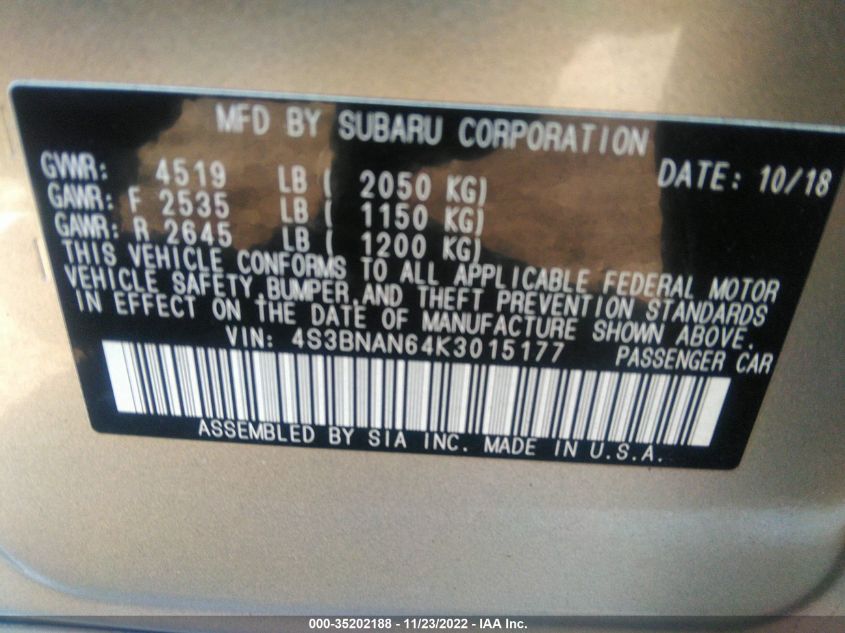 MFD BY SUBARU CORPORATION
GVWR: 4519 LB ( 2050 KG) DATE: 10/18
GAWR: F 2535 LB ( 1150 KG)
GAWR: R 2645 LB ( 1200 KG)
THIS VEHICLE CONFORMS TO ALL APPLICABLE FEDERAL MOTOR
VEHICLE SAFETY,BUMPER,AND THEFT PREVENTION STANDARDS
IN EFFECT ON THE DATE OF MANUFACTURE SHOWN ABOVE.
VIN: 4S3BNAN64K3015177 PASSENGER CAR
ASSEMBLED BY SIA INC. MADE IN U.S.A.
000-35202188 - 11/23/2022 - IAA Inc.